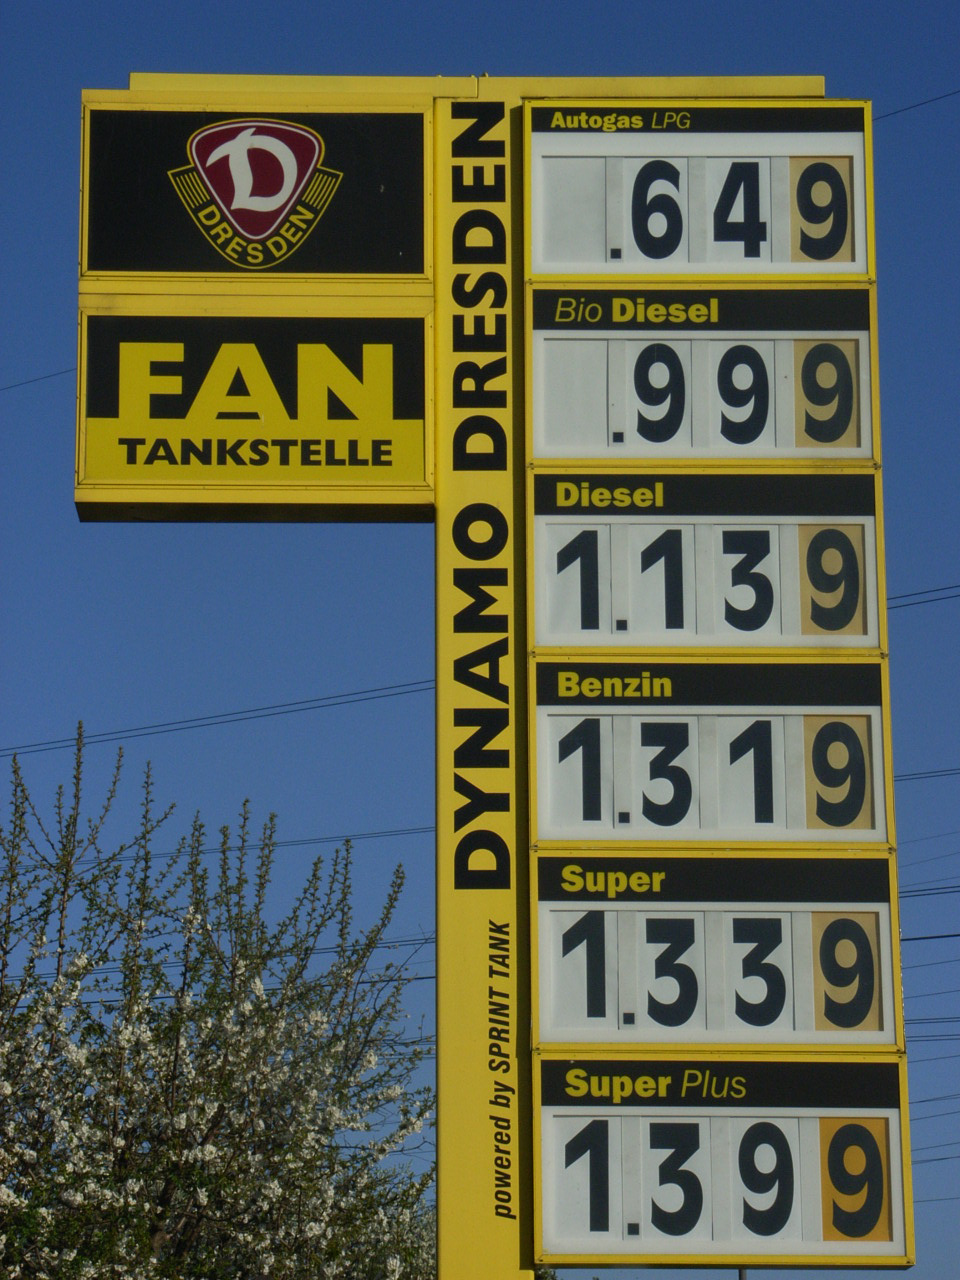 D
DRESDEN
FAN
TANKSTELLE
DYNAMO DRESDEN
powered by SPRINT TANK
Autogas LPG
.649
Bio Diesel
.999
Diesel
1.139
Benzin
1.319
Super
1.339
Super Plus
1.399